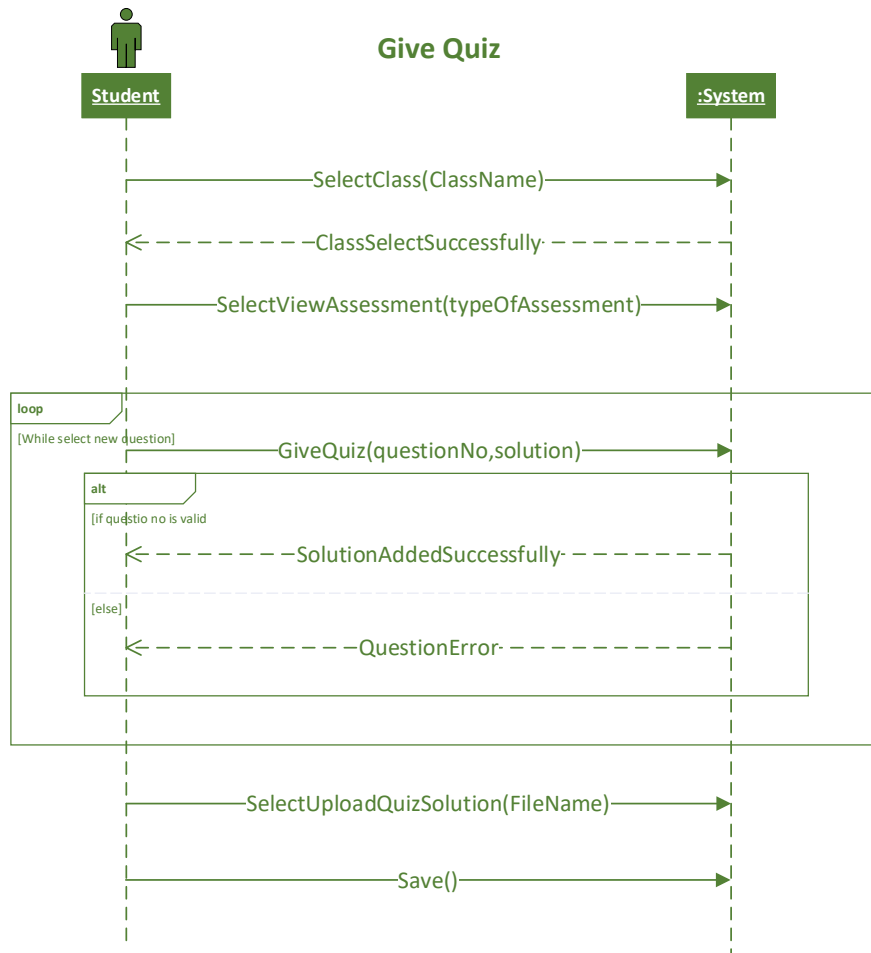 Give Quiz
Student
:System
SelectClass(ClassName)
ClassSelectSuccessfully
SelectViewAssessment(typeOfAssessment)
loop
[While select new question]
GiveQuiz(questionNo,solution)
alt
[if questio no is valid
SolutionAddedSuccessfully
[else]
QuestionError
SelectUploadQuizSolution(FileName)
Save()